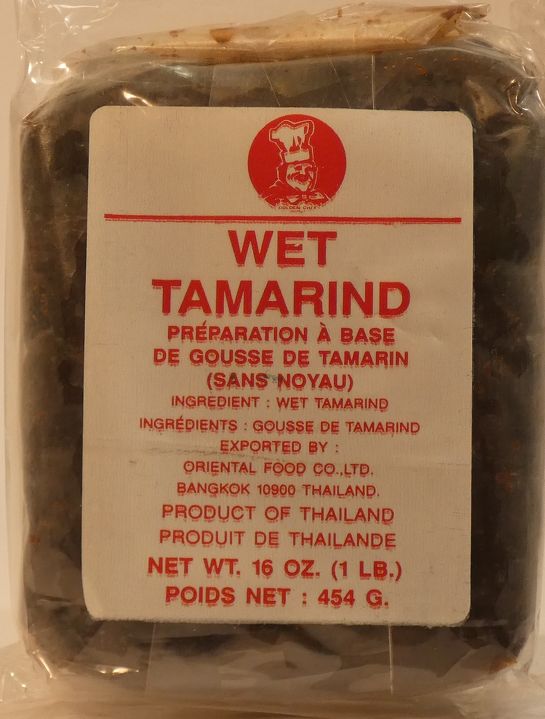 GOLDEN CHEF
WET
TAMARIND
PRÉPARATION À BASE
DE GOUSSE DE TAMARIN
(SANS NOYAU)
INGREDIENT : WET TAMARIND
INGRÉDIENTS : GOUSSE DE TAMARIND
EXPORTED BY :
ORIENTAL FOOD CO.,LTD.
BANGKOK 10900 THAILAND.
PRODUCT OF THAILAND
PRODUIT DE THAILANDE
NET WT. 16 OZ. (1 LB.)
POIDS NET : 454 G.